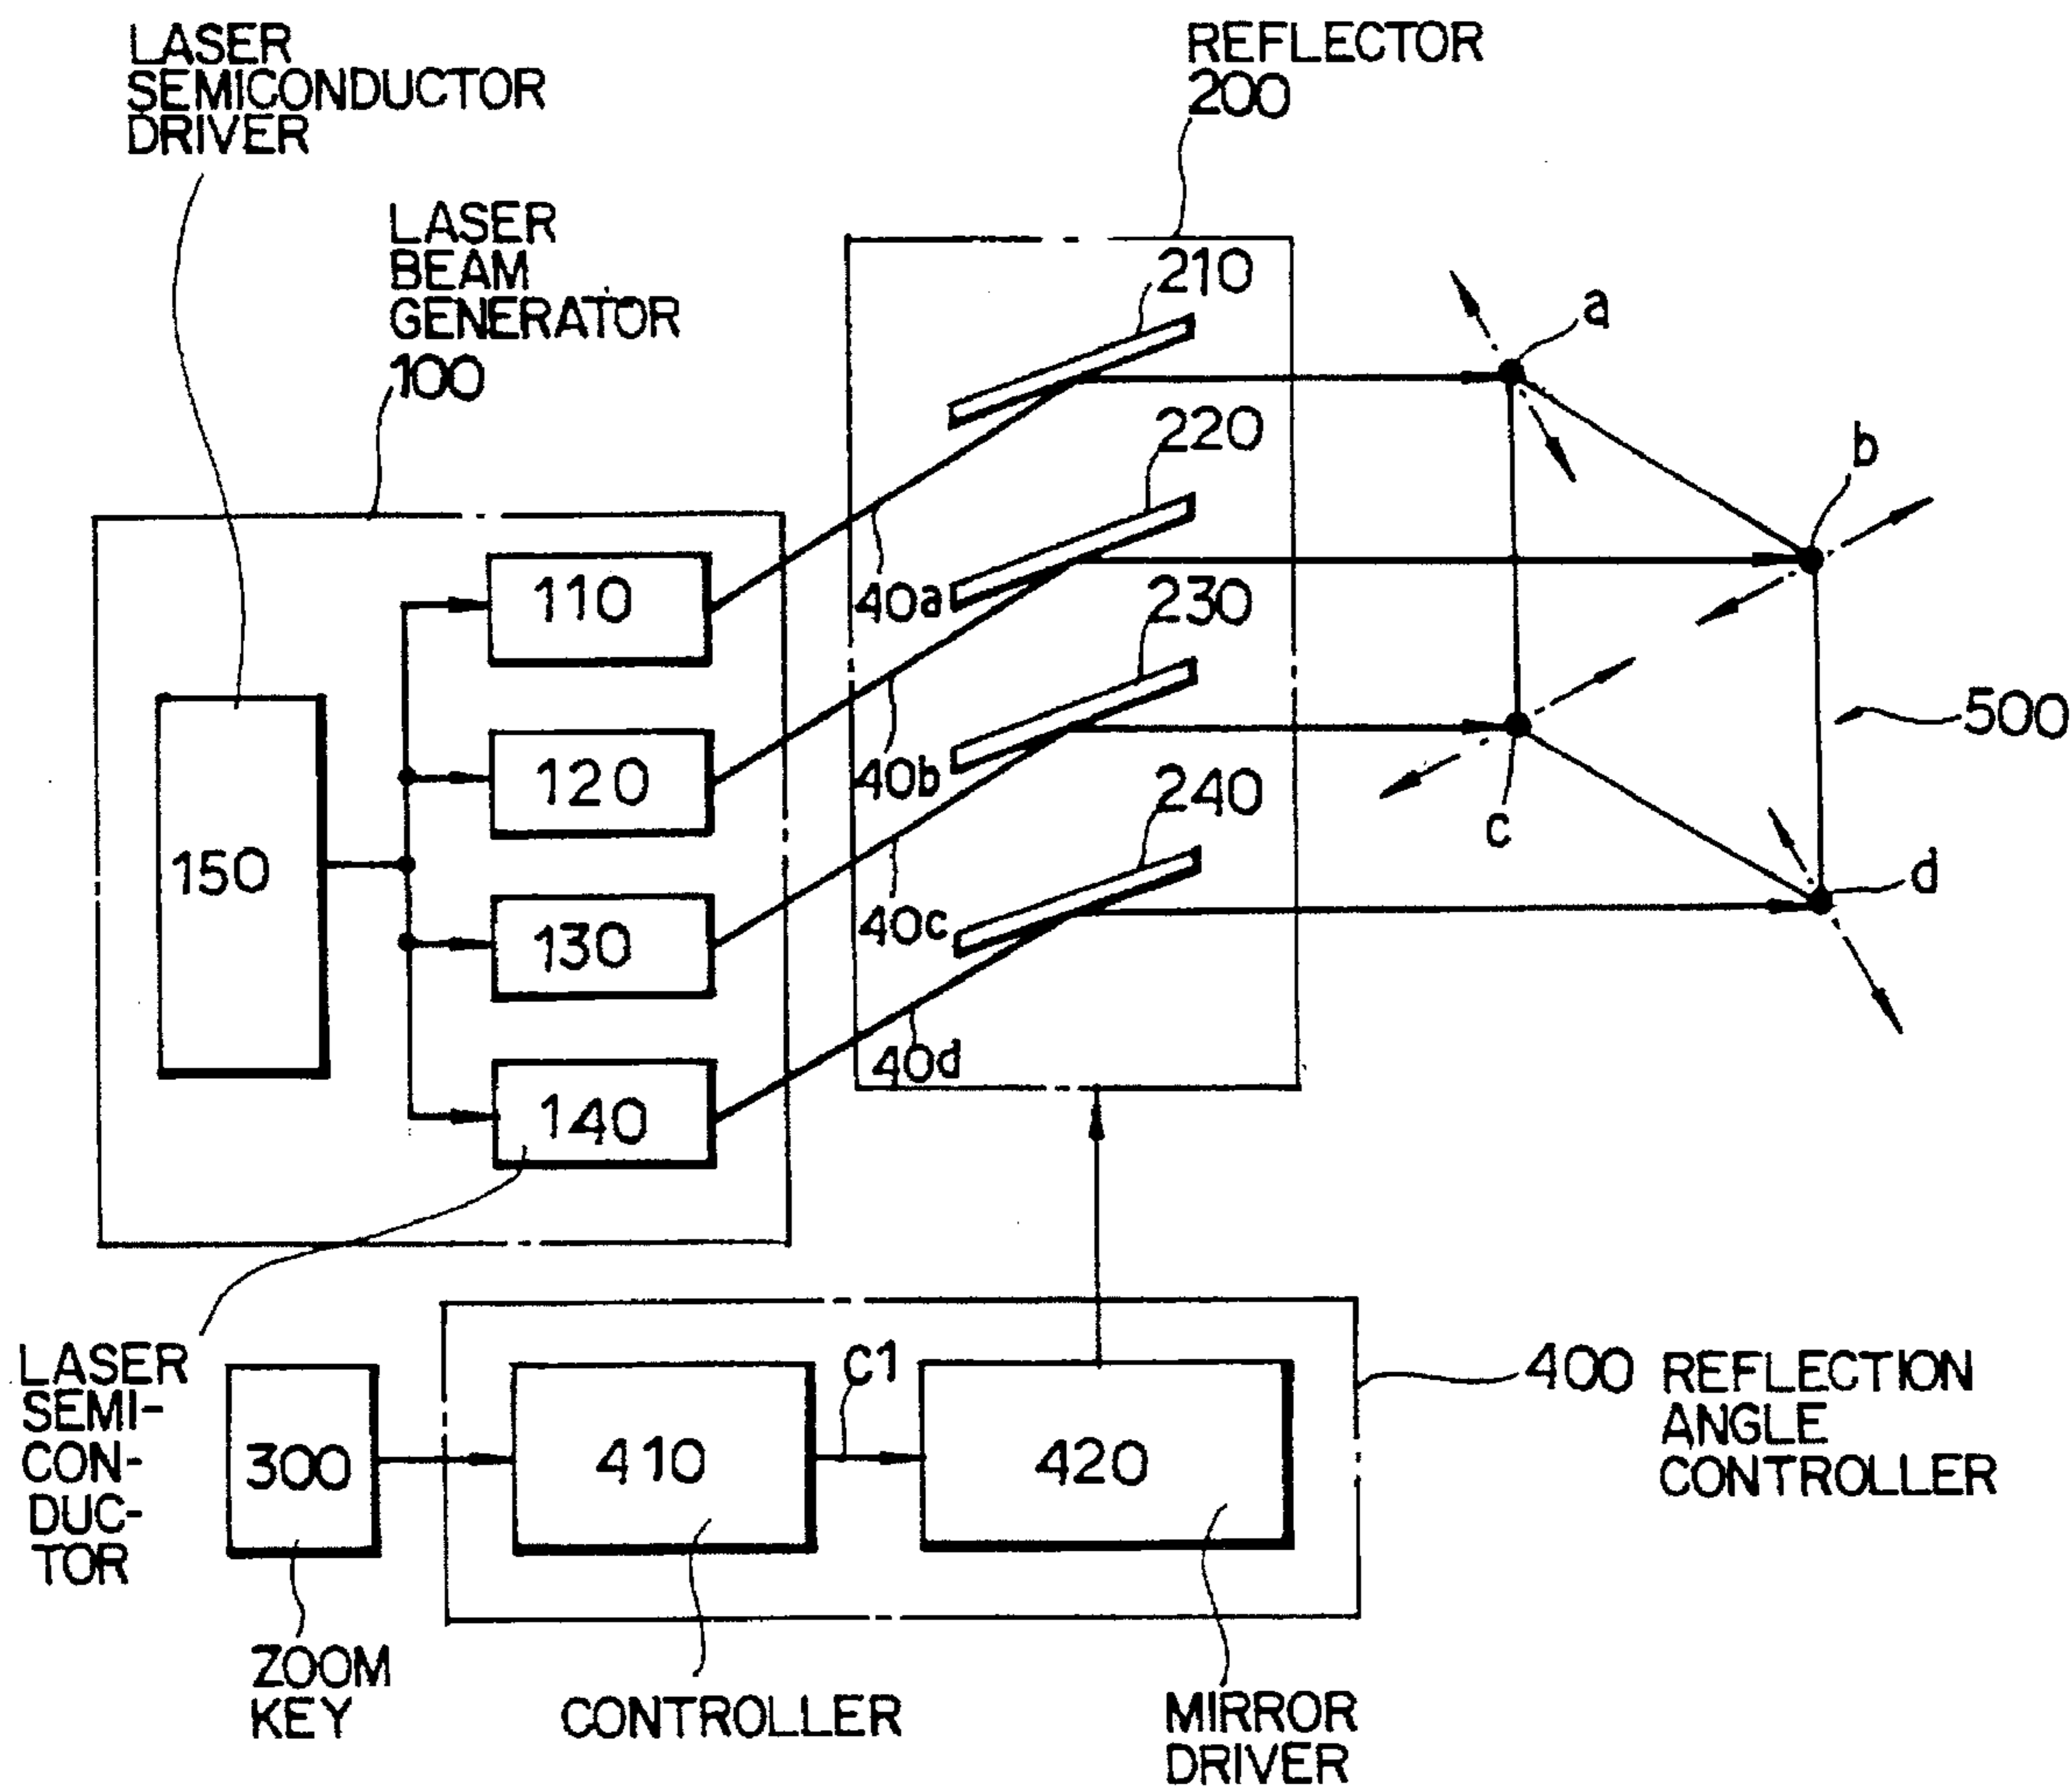 LASER
SEMICONDUCTOR
DRIVER
REFLECTOR
200
LASER
BEAM
GENERATOR
100
210
a
220
b
110
40a
230
500
120
40b
240
c
150
130
40c
d
40d
140
LASER
SEMI-
CON-
DUC-
TOR
300
410
C1
420
400 REFLECTION
ANGLE
CONTROLLER
ZOOM
KEY
CONTROLLER
MIRROR
DRIVER